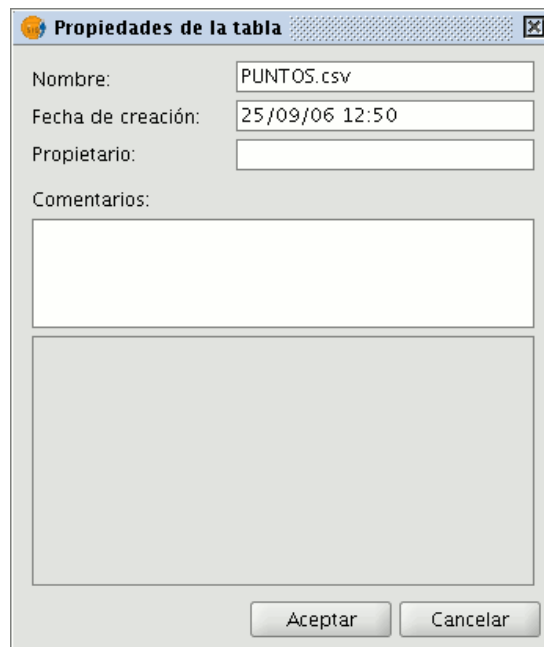 Propiedades de la tabla
Nombre: PUNTOS.csv
Fecha de creación: 25/09/06 12:50
Propietario:
Comentarios:
Aceptar Cancelar